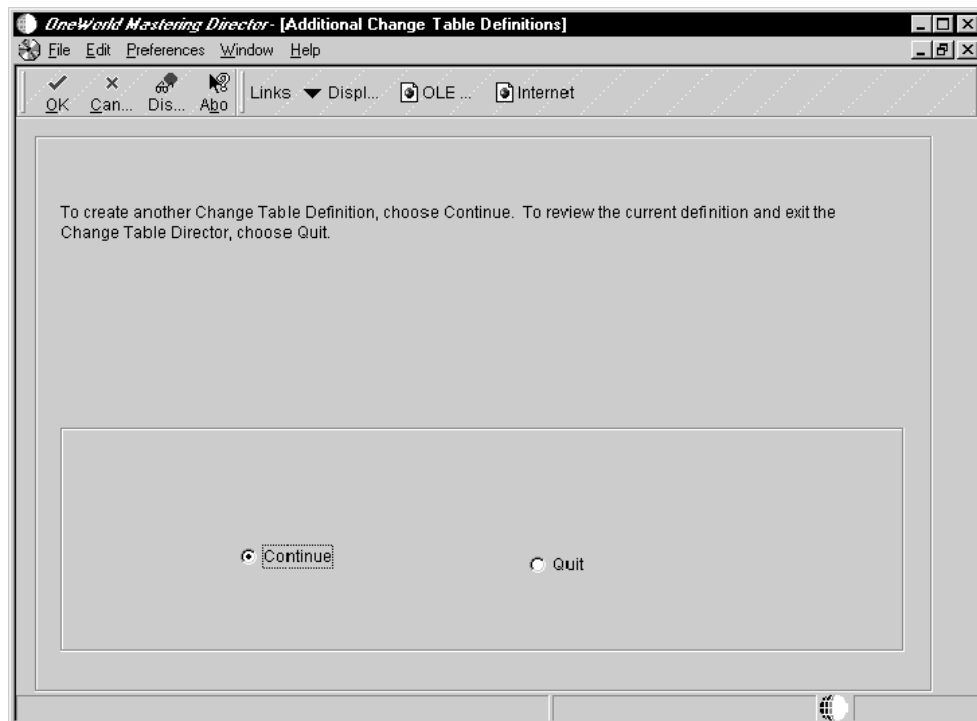 OneWorld Mastering Director - [Additional Change Table Definitions]
File Edit Preferences Window Help
OK Can... Dis... Abo Links Displ... OLE ... Internet
To create another Change Table Definition, choose Continue. To review the current definition and exit the
Change Table Director, choose Quit.
Continue Quit